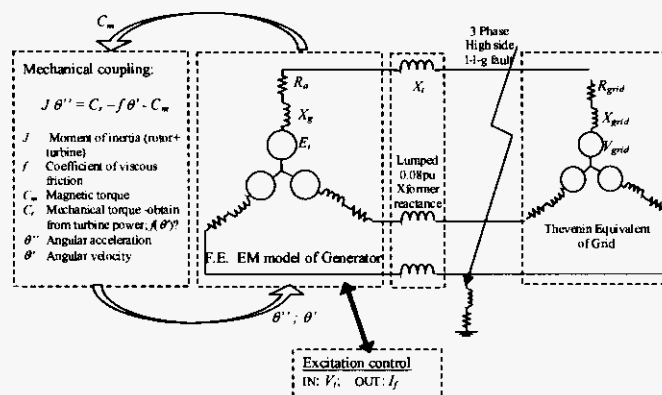 C_m
Mechanical coupling:
J θ'' = C_r – f θ' - C_m
J Moment of inertia (rotor+
turbine)
f Coefficient of viscous
friction
C_m Magnetic torque
C_r Mechanical torque -obtain
from turbine power; f(θ')?
θ'' Angular acceleration
θ' Angular velocity
R_a
X_g
E_i
F.E. EM model of Generator
θ'' ; θ'
X_t
Lumped
0.08pu
Xformer
reactance
3 Phase
High side
l-l-g fault
R_grid
X_grid
V_grid
Thevenin Equivalent
of Grid
Excitation control
IN: V_t; OUT: I_f